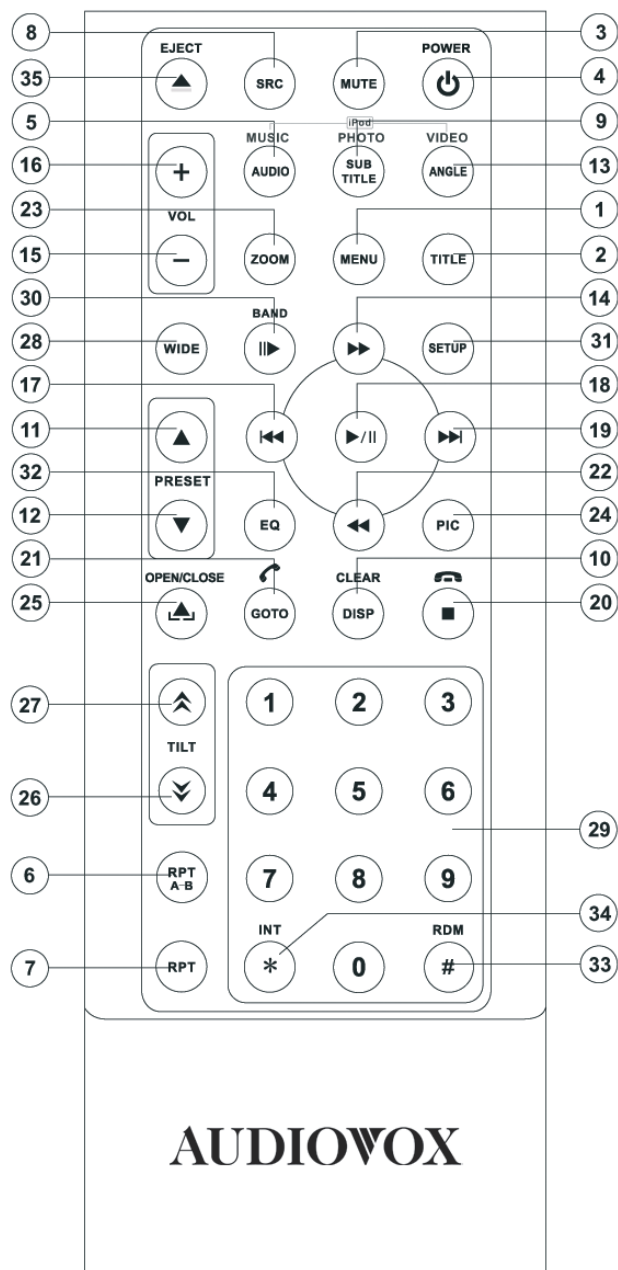 8 3
EJECT POWER
35 SRC MUTE 4
5 iPod 9
MUSIC PHOTO VIDEO
16 + AUDIO SUB TITLE ANGLE 13
23 VOL 1
15 − ZOOM MENU TITLE 2
30 BAND 14
28 WIDE SETUP 31
17 18
11 ▶/II 19
32 PRESET 22
12 EQ PIC 24
21 10
OPEN/CLOSE CLEAR
25 GOTO DISP 20
27 1 2 3
TILT
26 4 5 6
29
6 RPT A-B 7 8 9
34
INT RDM
7 RPT * 0 # 33
AUDIOVOX